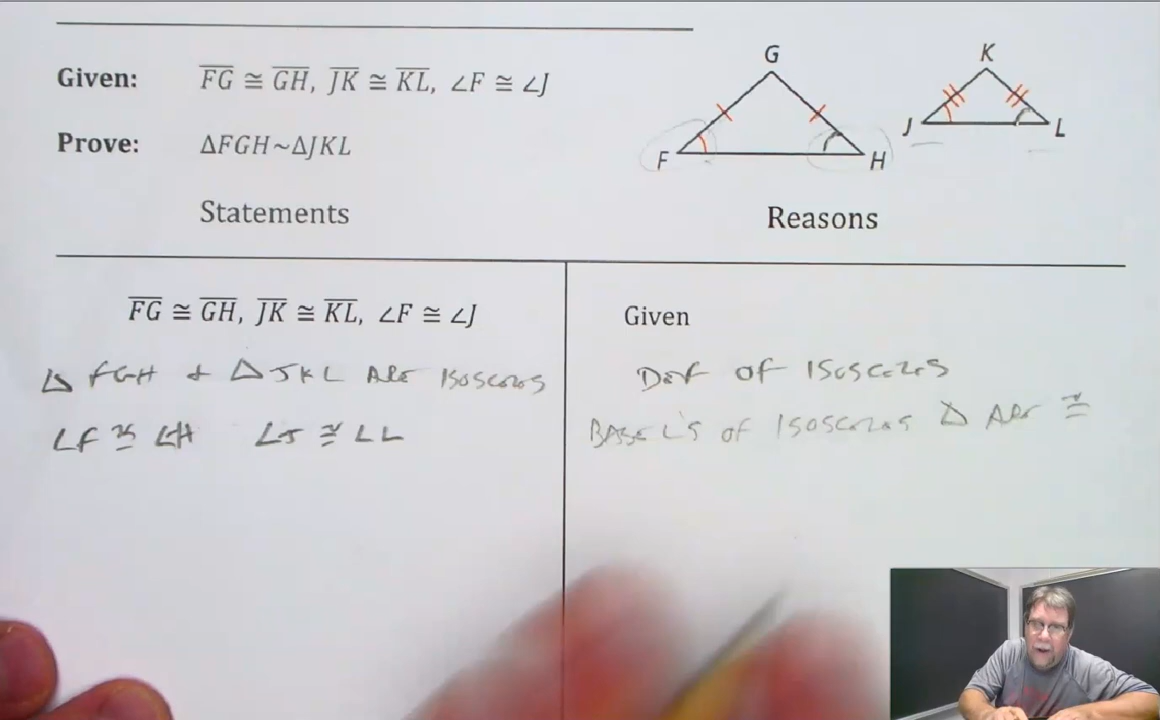 Given: FG ≅ GH, JK ≅ KL, ∠F ≅ ∠J
Prove: ΔFGH~ΔJKL
G
F
H
K
J
L
Statements
Reasons
FG ≅ GH, JK ≅ KL, ∠F ≅ ∠J
Given
Δ FGH + Δ JKL ARE ISOSCELES
DEF OF ISOSCELES
∠F ≅ ∠H ∠J ≅ ∠L
BASE ∠'S OF ISOSCELES Δ ARE ≅